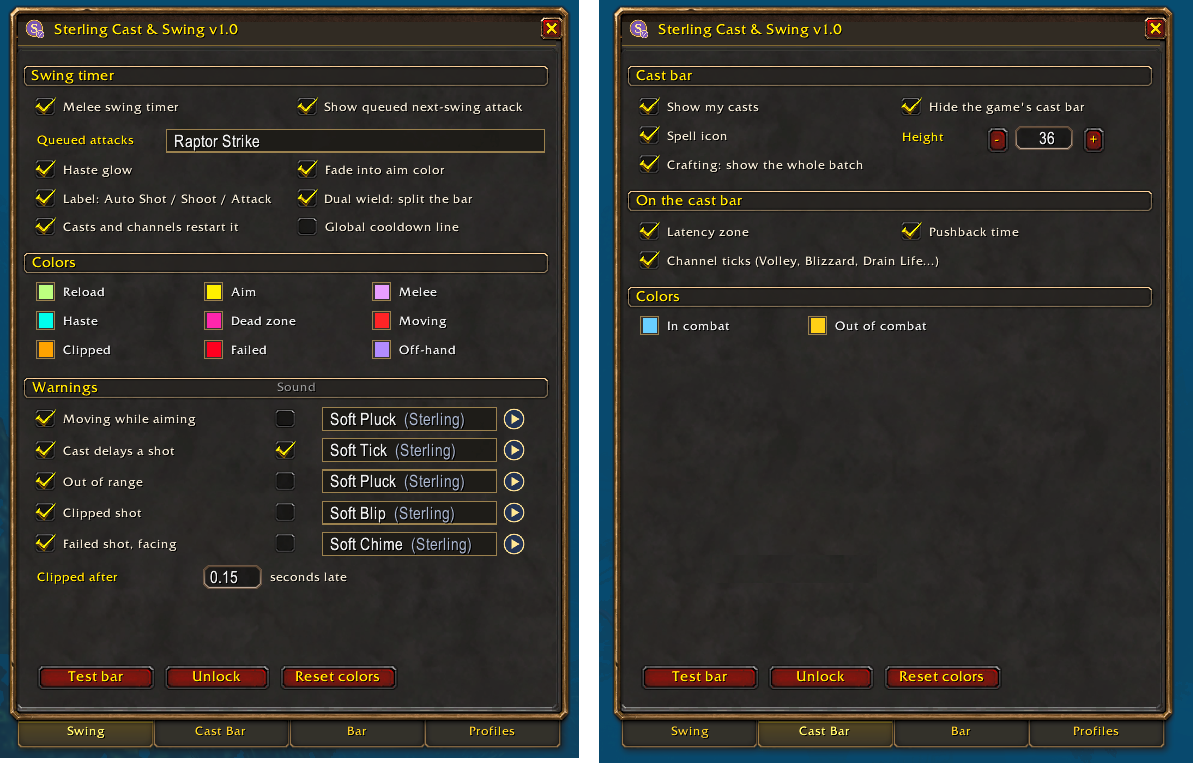 Sterling Cast & Swing v1.0
Swing timer
Melee swing timer
Show queued next-swing attack
Queued attacks
Raptor Strike
Haste glow
Fade into aim color
Label: Auto Shot / Shoot / Attack
Dual wield: split the bar
Casts and channels restart it
Global cooldown line
Colors
Reload
Aim
Melee
Haste
Dead zone
Moving
Clipped
Failed
Off-hand
Warnings
Sound
Moving while aiming
Soft Pluck (Sterling)
Cast delays a shot
Soft Tick (Sterling)
Out of range
Soft Pluck (Sterling)
Clipped shot
Soft Blip (Sterling)
Failed shot, facing
Soft Chime (Sterling)
Clipped after
0.15
seconds late
Test bar
Unlock
Reset colors
Swing
Cast Bar
Bar
Profiles
Sterling Cast & Swing v1.0
Cast bar
Show my casts
Hide the game's cast bar
Spell icon
Height
-
36
+
Crafting: show the whole batch
On the cast bar
Latency zone
Pushback time
Channel ticks (Volley, Blizzard, Drain Life...)
Colors
In combat
Out of combat
Test bar
Unlock
Reset colors
Swing
Cast Bar
Bar
Profiles